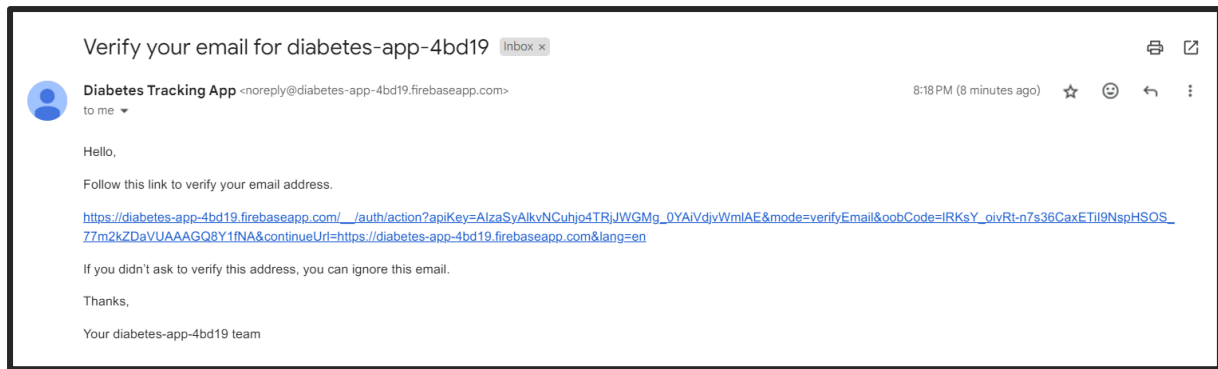 Verify your email for diabetes-app-4bd19 Inbox ×
Diabetes Tracking App <noreply@diabetes-app-4bd19.firebaseapp.com> 8:18 PM (8 minutes ago)
to me
Hello,
Follow this link to verify your email address.
https://diabetes-app-4bd19.firebaseapp.com/__/auth/action?apiKey=AIzaSyAlkvNCuhjo4TRjJWGMg_0YAiVdjvWmIAE&mode=verifyEmail&oobCode=IRKsY_oivRt-n7s36CaxETiI9NspHSOS_
77m2kZDaVUAAAGQ8Y1fNA&continueUrl=https://diabetes-app-4bd19.firebaseapp.com&lang=en
If you didn't ask to verify this address, you can ignore this email.
Thanks,
Your diabetes-app-4bd19 team